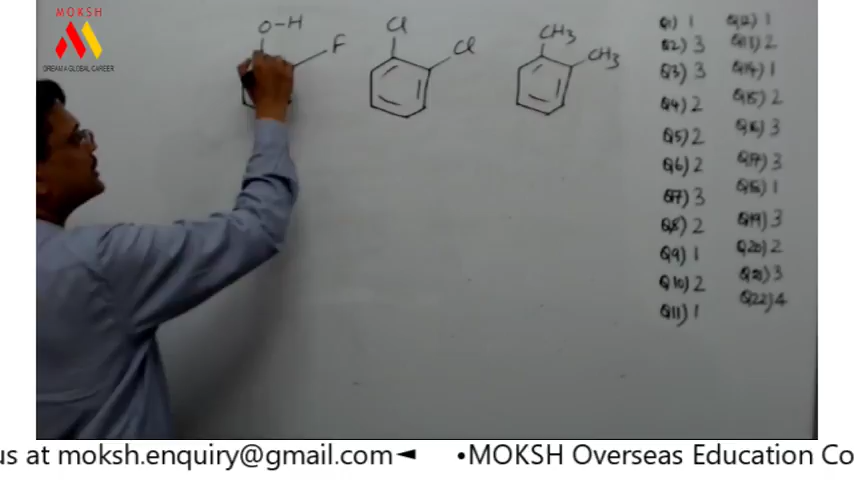 MOKSH
DREAM A GLOBAL CAREER
O-H
F
Cl
Cl
CH3
CH3
Q1) 1
Q2) 3
Q3) 3
Q4) 2
Q5) 2
Q6) 2
Q7) 3
Q8) 2
Q9) 1
Q10) 2
Q11) 1
Q12) 1
Q13) 2
Q14) 1
Q15) 2
Q16) 3
Q17) 3
Q18) 1
Q19) 3
Q20) 2
Q21) 3
Q22) 4
us at moksh.enquiry@gmail.com◄ •MOKSH Overseas Education Co